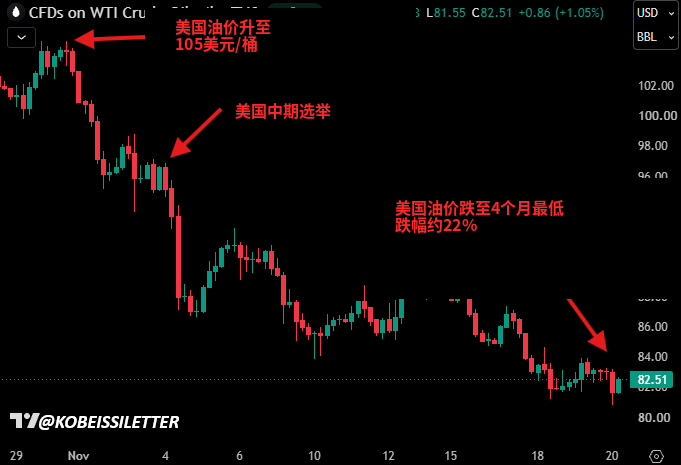 CFDs on WTI Cru
L81.55 C82.51 +0.86 (+1.05%)
USD
BBL
美国油价升至
105美元/桶
102.00
美国中期选举
100.00
98.00
96.00
美国油价跌至4个月最低
跌幅约22%
86.00
84.00
82.51
82.00
80.00
@KOBEISSILETTER
29 Nov 4 6 10 12 15 18 20